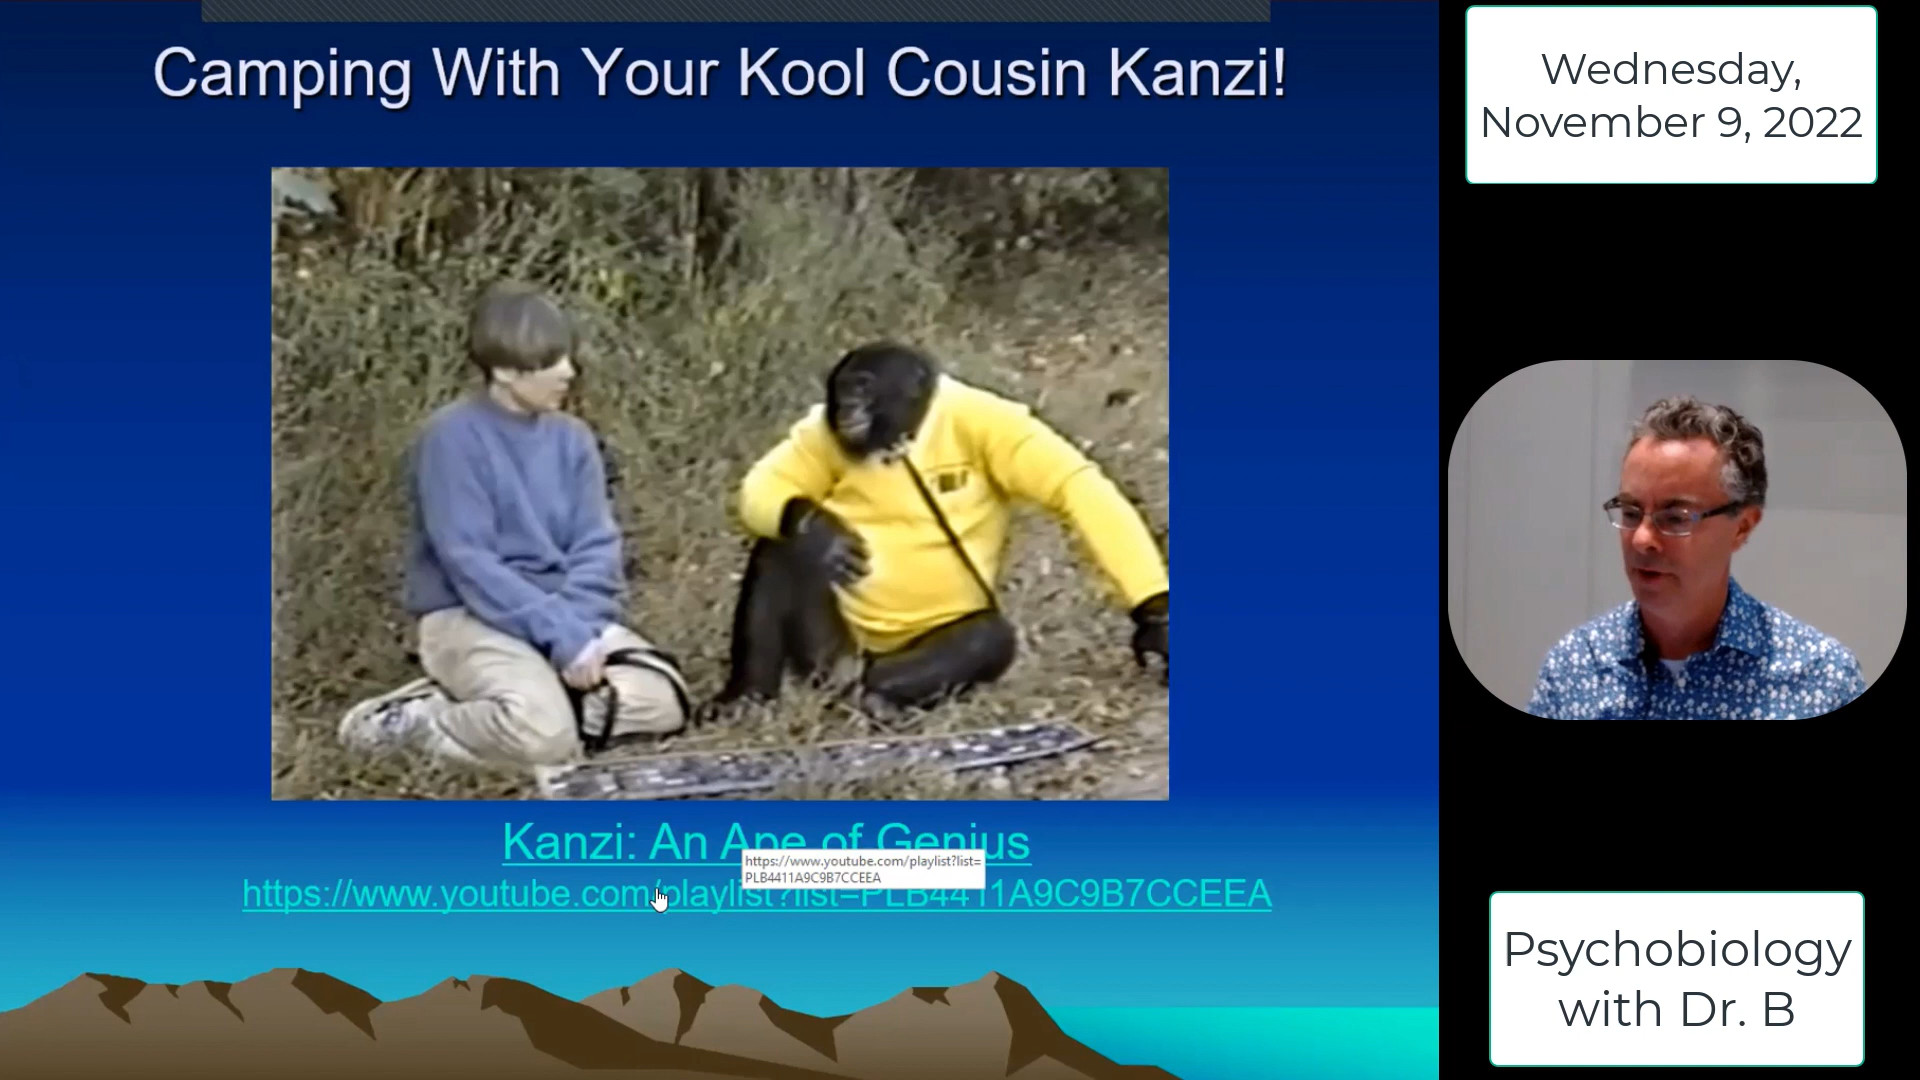 Camping With Your Kool Cousin Kanzi!
Kanzi: An Ape of Genius
https://www.youtube.com/playlist?list=
PLB4411A9C9B7CCEEA
https://www.youtube.com/playlist?list=PLB4411A9C9B7CCEEA
Wednesday,
November 9, 2022
Psychobiology
with Dr. B